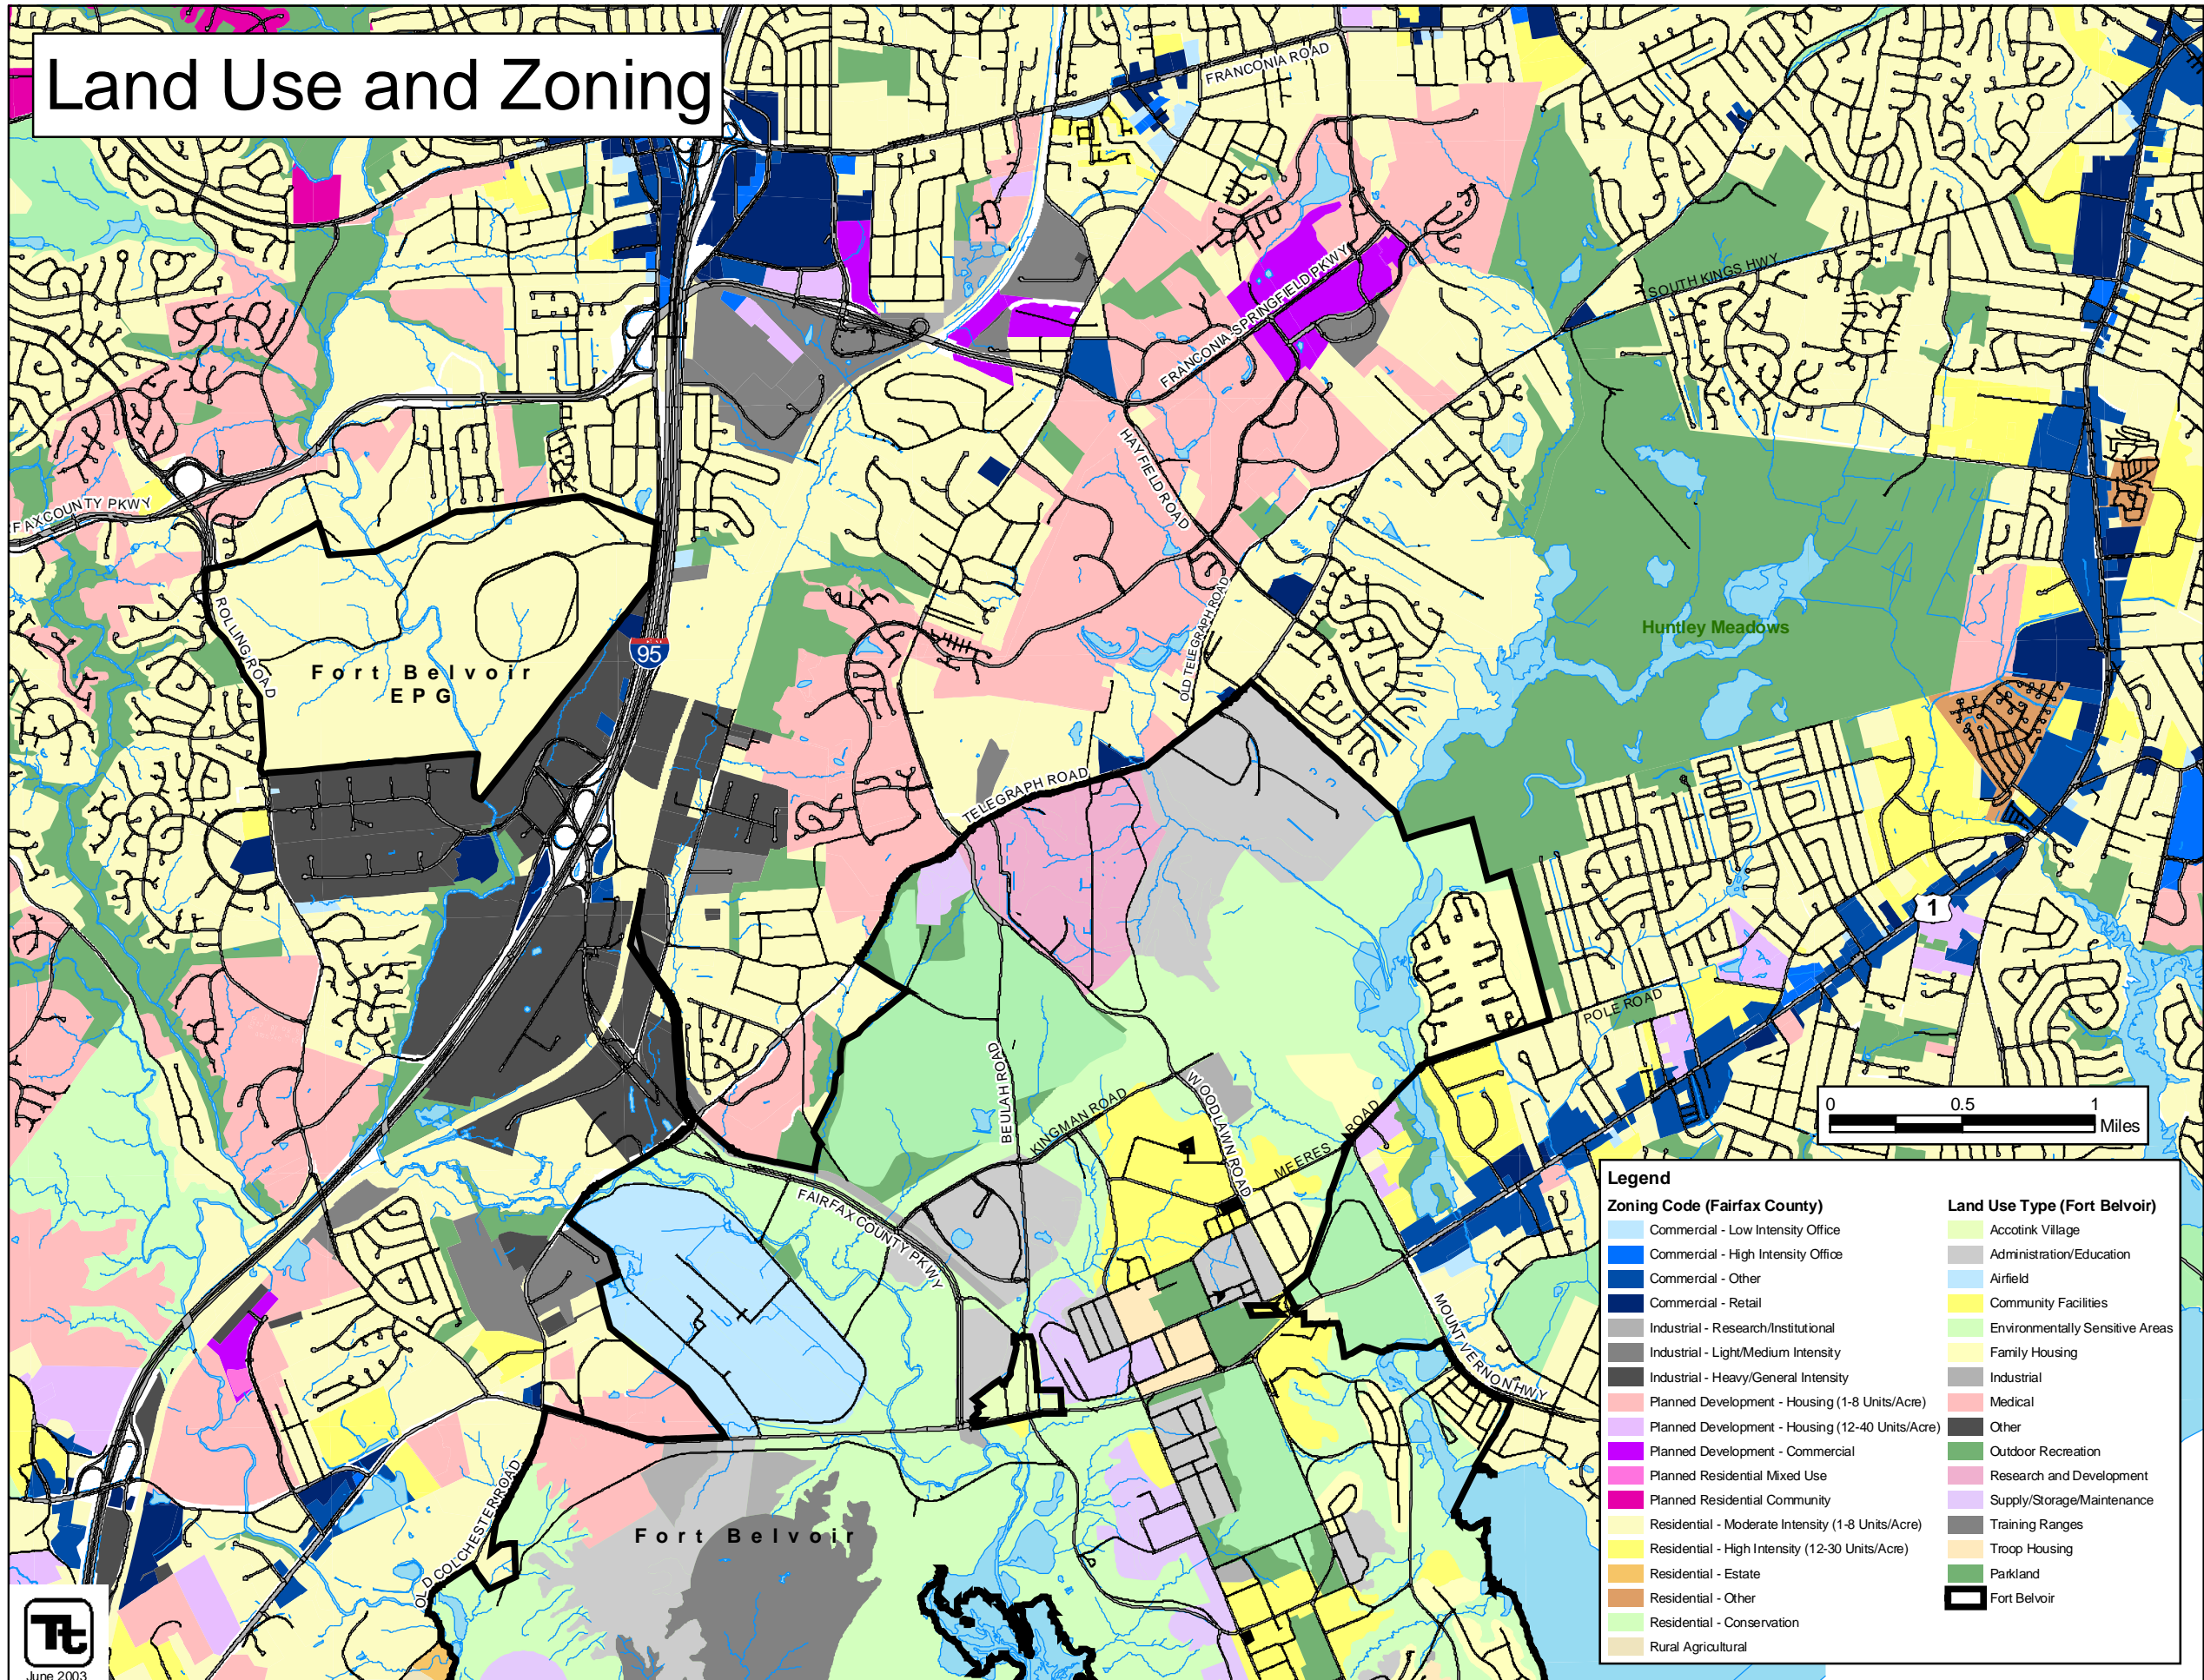 Land Use and Zoning
FRANCONIA ROAD
SOUTH KINGS HWY
FRANCONIA-SPRINGFIELD PKWY
HAYFIELD ROAD
FAXCOUNTY PKWY
ROLLING ROAD
OLD TELEGRAPH ROAD
Huntley Meadows
95
Fort Belvoir
EPG
TELEGRAPH ROAD
1
POLE ROAD
BEULAH ROAD
KINGMAN ROAD
WOODLAWN ROAD
MEERES ROAD
FAIRFAX COUNTY PKWY
MOUNT VERNON HWY
OLD COLCHESTER ROAD
Fort Belvoir
0 0.5 1
Miles
Legend
Zoning Code (Fairfax County)
Commercial - Low Intensity Office
Commercial - High Intensity Office
Commercial - Other
Commercial - Retail
Industrial - Research/Institutional
Industrial - Light/Medium Intensity
Industrial - Heavy/General Intensity
Planned Development - Housing (1-8 Units/Acre)
Planned Development - Housing (12-40 Units/Acre)
Planned Development - Commercial
Planned Residential Mixed Use
Planned Residential Community
Residential - Moderate Intensity (1-8 Units/Acre)
Residential - High Intensity (12-30 Units/Acre)
Residential - Estate
Residential - Other
Residential - Conservation
Rural Agricultural
Land Use Type (Fort Belvoir)
Accotink Village
Administration/Education
Airfield
Community Facilities
Environmentally Sensitive Areas
Family Housing
Industrial
Medical
Other
Outdoor Recreation
Research and Development
Supply/Storage/Maintenance
Training Ranges
Troop Housing
Parkland
Fort Belvoir
Tt
June 2003